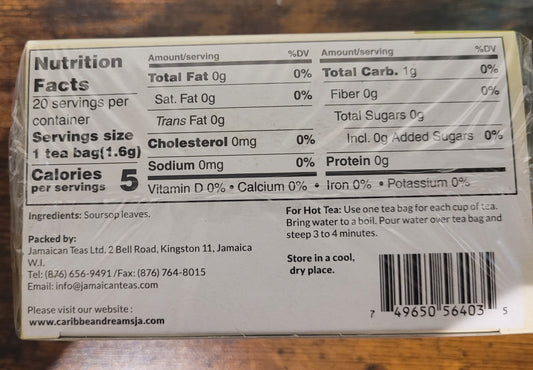 Nutrition
Facts
20 servings per
container
Servings size
1 tea bag(1.6g)
Calories
per servings 5
Amount/serving %DV
Total Fat 0g 0%
Sat. Fat 0g 0%
Trans Fat 0g
Cholesterol 0mg 0%
Sodium 0mg 0%
Amount/serving %DV
Total Carb. 1g 0%
Fiber 0g 0%
Total Sugars 0g
Incl. 0g Added Sugars 0%
Protein 0g
Vitamin D 0% • Calcium 0% • Iron 0% • Potassium 0%
Ingredients: Soursop leaves.
Packed by:
Jamaican Teas Ltd. 2 Bell Road, Kingston 11, Jamaica
W.I.
Tel: (876) 656-9491 /Fax: (876) 764-8015
Email: info@jamaicanteas.com
Please visit our website :
www.caribbeandreamsja.com
For Hot Tea: Use one tea bag for each cup of tea.
Bring water to a boil. Pour water over tea bag and
steep 3 to 4 minutes.
Store in a cool,
dry place.
7 49650 56403 5